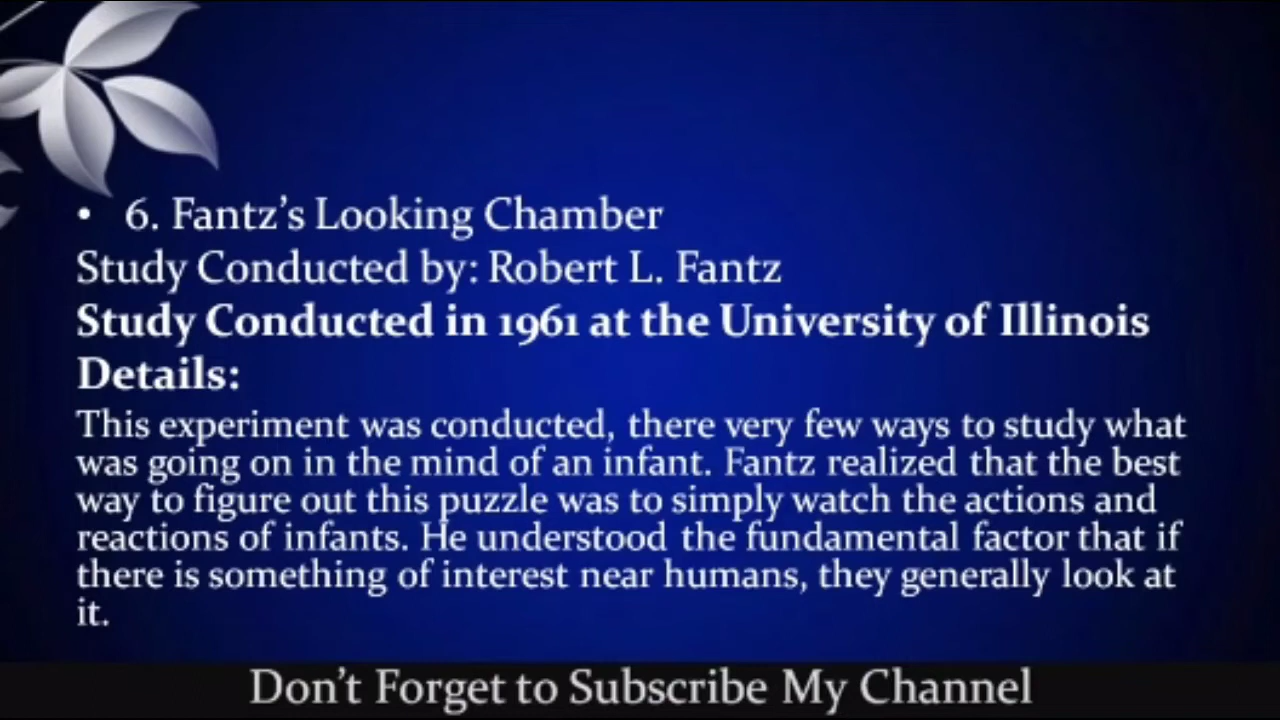 • 6. Fantz’s Looking Chamber
Study Conducted by: Robert L. Fantz
Study Conducted in 1961 at the University of Illinois
Details:
This experiment was conducted, there very few ways to study what
was going on in the mind of an infant. Fantz realized that the best
way to figure out this puzzle was to simply watch the actions and
reactions of infants. He understood the fundamental factor that if
there is something of interest near humans, they generally look at
it.
Don’t Forget to Subscribe My Channel